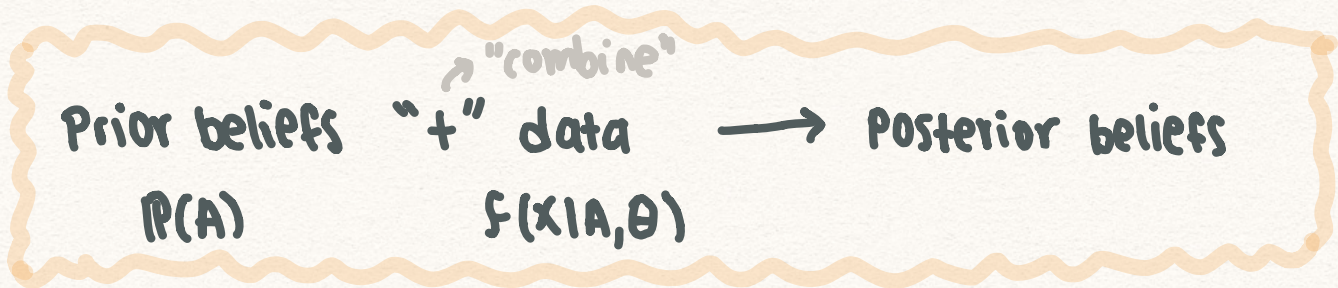 "combine"
Prior beliefs "+" data → Posterior beliefs
P(A) f(X|A,θ)